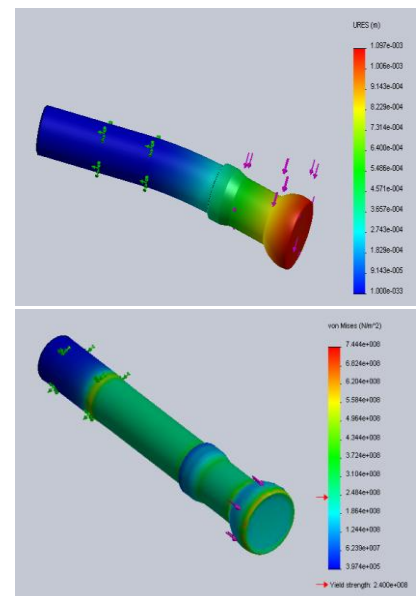 URES (m)
1.097e-003
1.006e-003
9.143e-004
8.229e-004
7.314e-004
6.400e-004
5.486e-004
4.571e-004
3.657e-004
2.743e-004
1.829e-004
9.143e-005
1.000e-033
von Mises (N/m^2)
7.444e+008
6.824e+008
6.204e+008
5.584e+008
4.964e+008
4.344e+008
3.724e+008
3.104e+008
2.484e+008
1.864e+008
1.244e+008
6.239e+007
3.974e+005
Yield strength: 2.400e+008